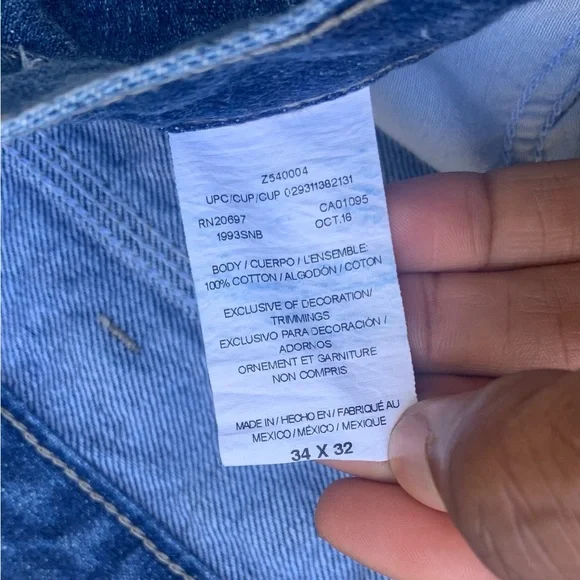 Z540004
UPC/CUP/CUP 029311382131
RN20697 CA01095
1993SNB OCT.16
BODY / CUERPO / L'ENSEMBLE:
100% COTTON / ALGODÓN / COTON
EXCLUSIVE OF DECORATION/
TRIMMINGS
EXCLUSIVO PARA DECORACIÓN /
ADORNOS
ORNEMENT ET GARNITURE
NON COMPRIS
MADE IN / HECHO EN / FABRIQUÉ AU
MEXICO / MÉXICO / MEXIQUE
34 X 32